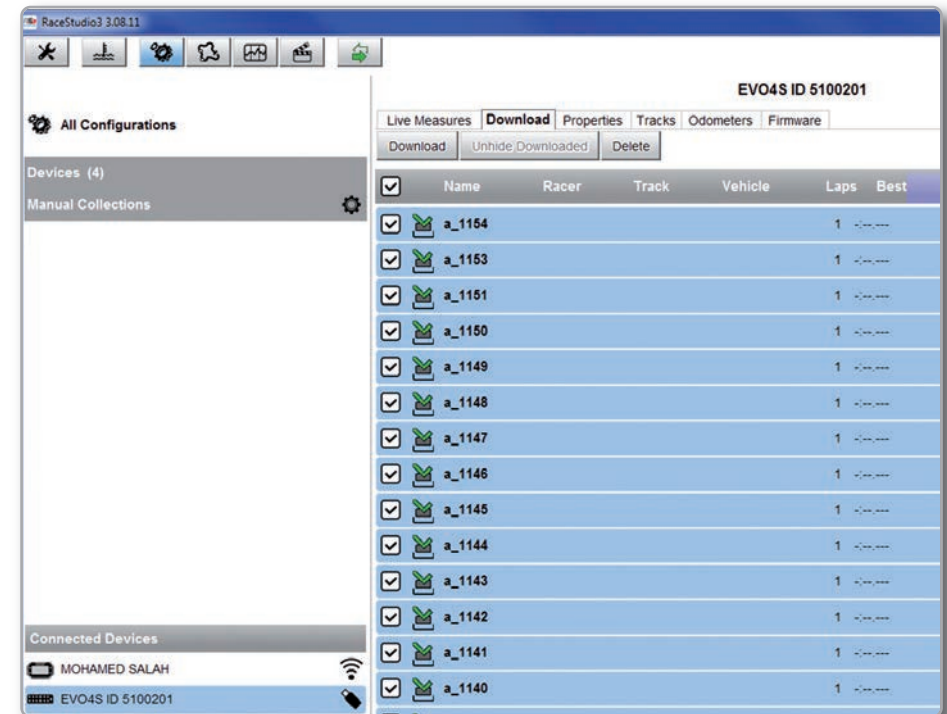 RaceStudio3 3.08.11
EVO4S ID 5100201
All Configurations
Live Measures Download Properties Tracks Odometers Firmware
Download Unhide Downloaded Delete
Devices (4)
Manual Collections
Name Racer Track Vehicle Laps Best
a_1154 1 -:--.---
a_1153 1 -:--.---
a_1151 1 -:--.---
a_1150 1 -:--.---
a_1149 1 -:--.---
a_1148 1 -:--.---
a_1147 1 -:--.---
a_1146 1 -:--.---
a_1145 1 -:--.---
a_1144 1 -:--.---
a_1143 1 -:--.---
a_1142 1 -:--.---
a_1141 1 -:--.---
a_1140 1 -:--.---
Connected Devices
MOHAMED SALAH
EVO4S ID 5100201